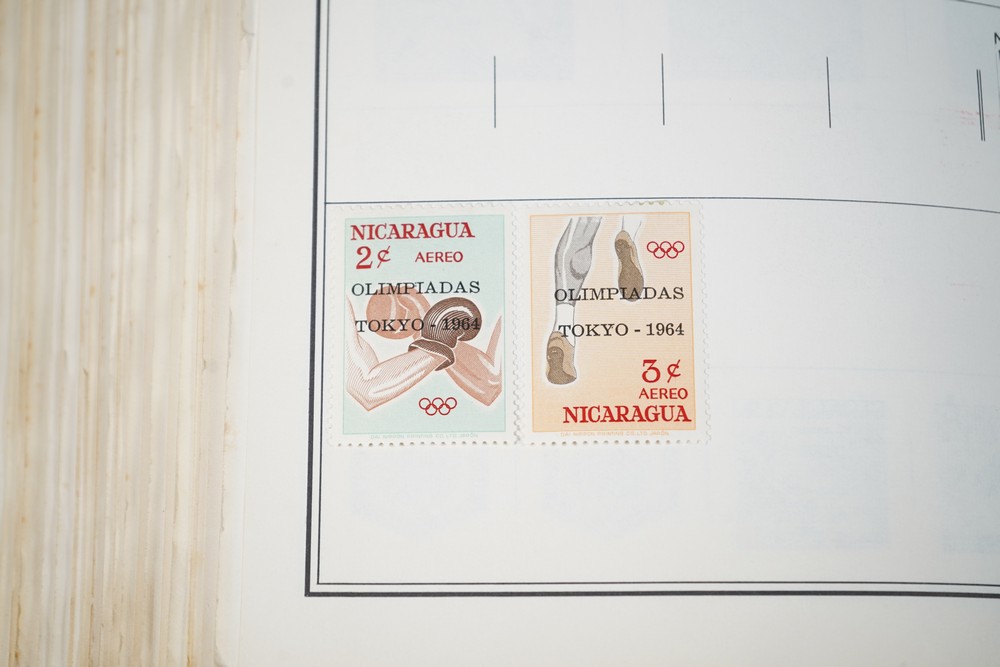 NICARAGUA
2¢ AEREO
OLIMPIADAS
TOKYO - 1964
OLIMPIADAS
TOKYO - 1964
3¢
AEREO
NICARAGUA